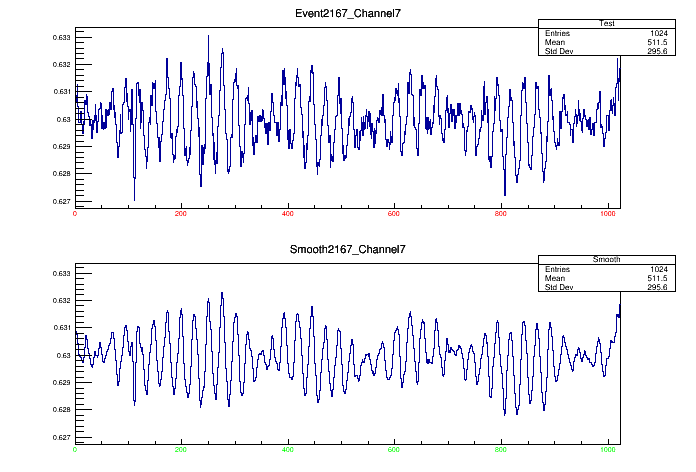 Event2167_Channel7
Test
Entries 1024
Mean 511.5
Std Dev 295.6
0.633
0.632
0.631
0.63
0.629
0.628
0.627
0 200 400 600 800 1000
Smooth2167_Channel7
Smooth
Entries 1024
Mean 511.5
Std Dev 295.6
0.633
0.632
0.631
0.63
0.629
0.628
0.627
0 200 400 600 800 1000